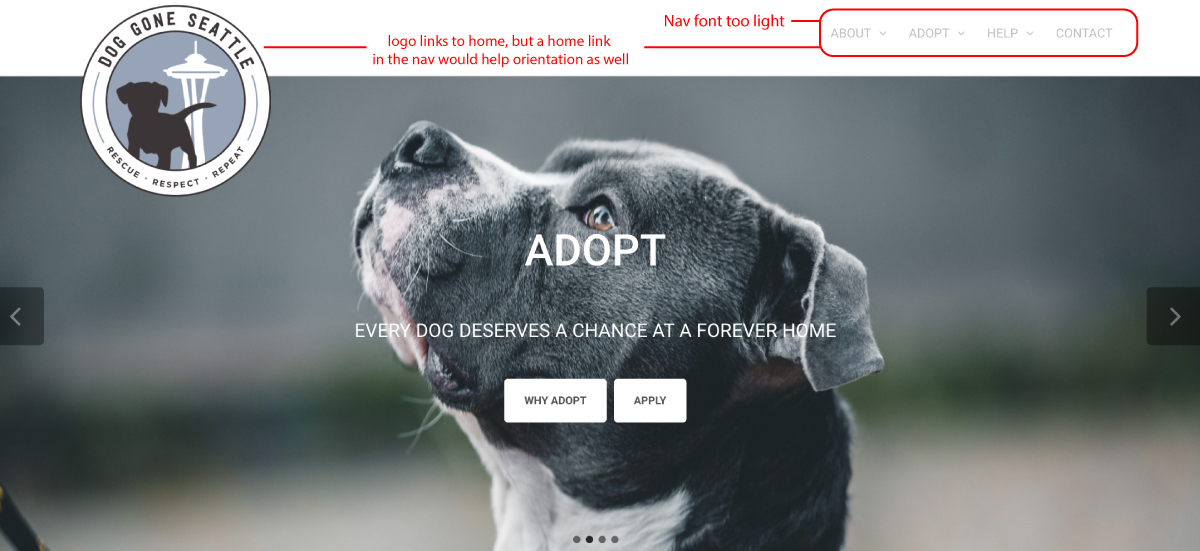 DOG GONE SEATTLE
RESCUE · RESPECT · REPEAT
logo links to home, but a home link
in the nav would help orientation as well
Nav font too light
ABOUT ADOPT HELP CONTACT
ADOPT
EVERY DOG DESERVES A CHANCE AT A FOREVER HOME
WHY ADOPT APPLY